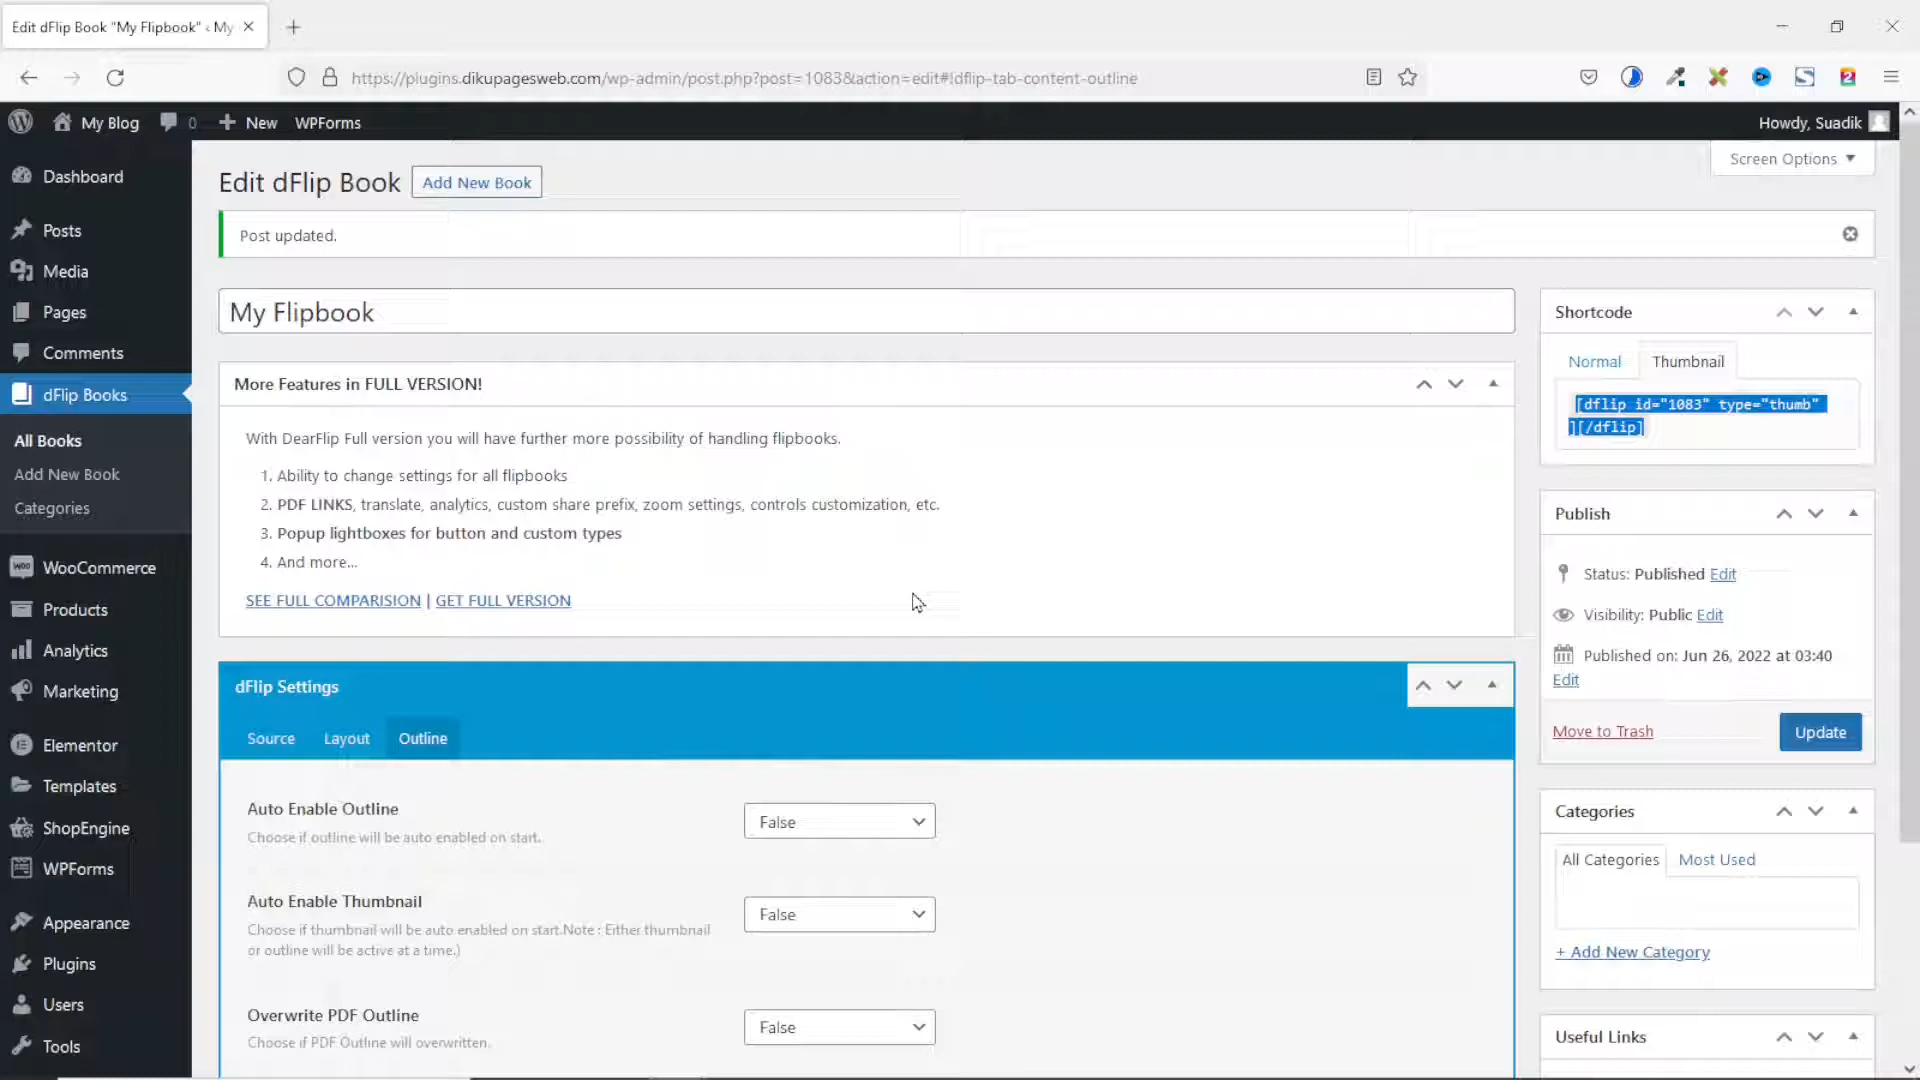 Edit dFlip Book "My Flipbook" ‹ My
https://plugins.dikupagesweb.com/wp-admin/post.php?post=1083&action=edit#!dflip-tab-content-outline
My Blog
0
New
WPForms
Howdy, Suadik
Screen Options
Dashboard
Posts
Media
Pages
Comments
dFlip Books
All Books
Add New Book
Categories
WooCommerce
Products
Analytics
Marketing
Elementor
Templates
ShopEngine
WPForms
Appearance
Plugins
Users
Tools
Edit dFlip Book
Add New Book
Post updated.
My Flipbook
More Features in FULL VERSION!
With DearFlip Full version you will have further more possibility of handling flipbooks.
1. Ability to change settings for all flipbooks
2. PDF LINKS, translate, analytics, custom share prefix, zoom settings, controls customization, etc.
3. Popup lightboxes for button and custom types
4. And more...
SEE FULL COMPARISION | GET FULL VERSION
dFlip Settings
Source
Layout
Outline
Auto Enable Outline
Choose if outline will be auto enabled on start.
False
Auto Enable Thumbnail
Choose if thumbnail will be auto enabled on start.Note : Either thumbnail
or outline will be active at a time.)
False
Overwrite PDF Outline
Choose if PDF Outline will overwritten.
False
Shortcode
Normal
Thumbnail
[dflip id="1083" type="thumb"
][/dflip]
Publish
Status: Published Edit
Visibility: Public Edit
Published on: Jun 26, 2022 at 03:40
Edit
Move to Trash
Update
Categories
All Categories
Most Used
+ Add New Category
Useful Links